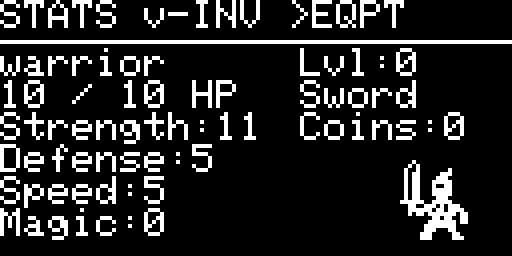 STATS v-INV >EQPT
warrior Lvl:0
10 / 10 HP Sword
Strength:11 Coins:0
Defense:5
Speed:5
Magic:0